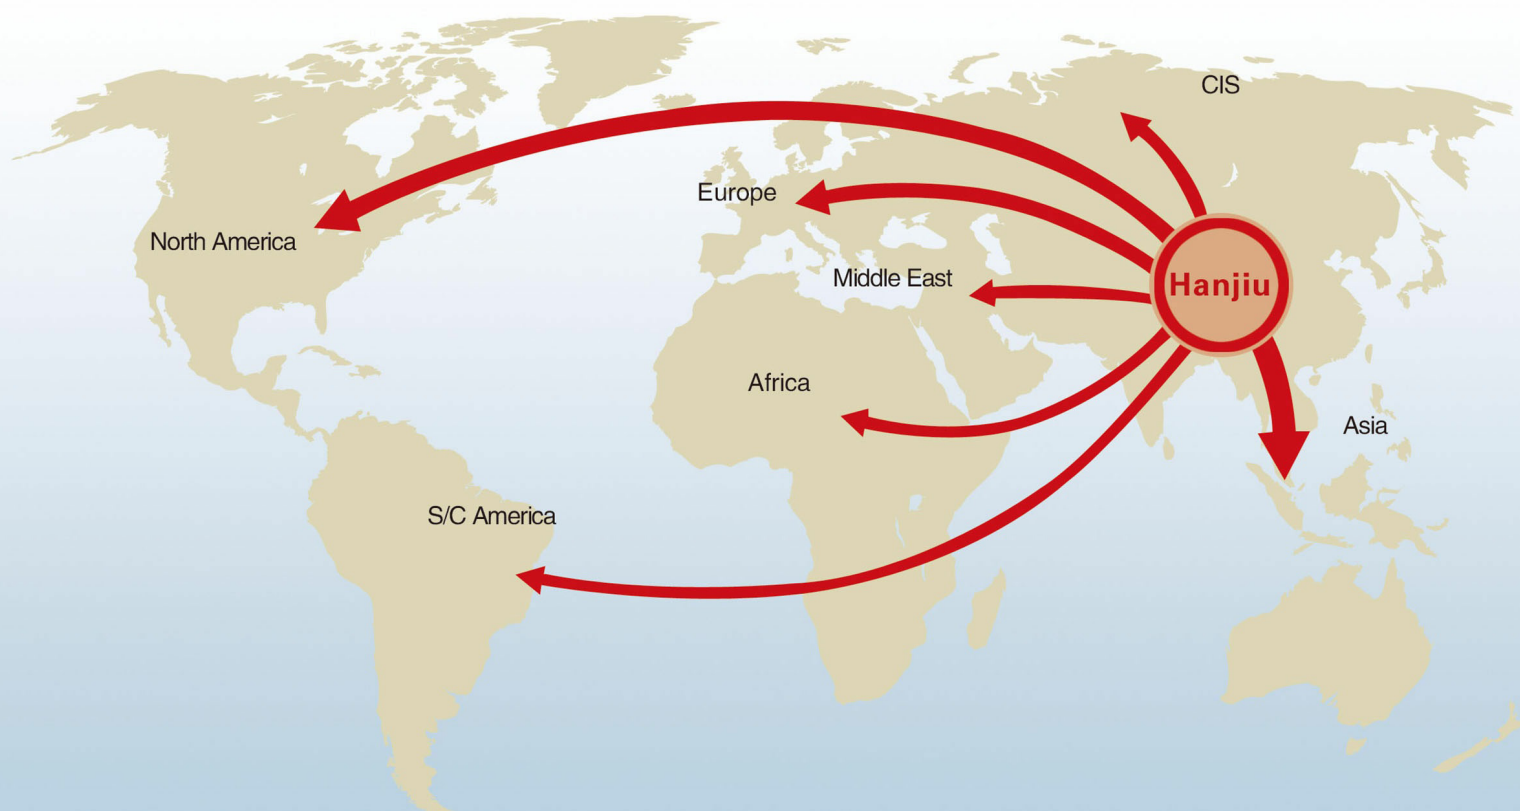 CIS
Europe
North America
Middle East
Hanjiu
Africa
Asia
S/C America